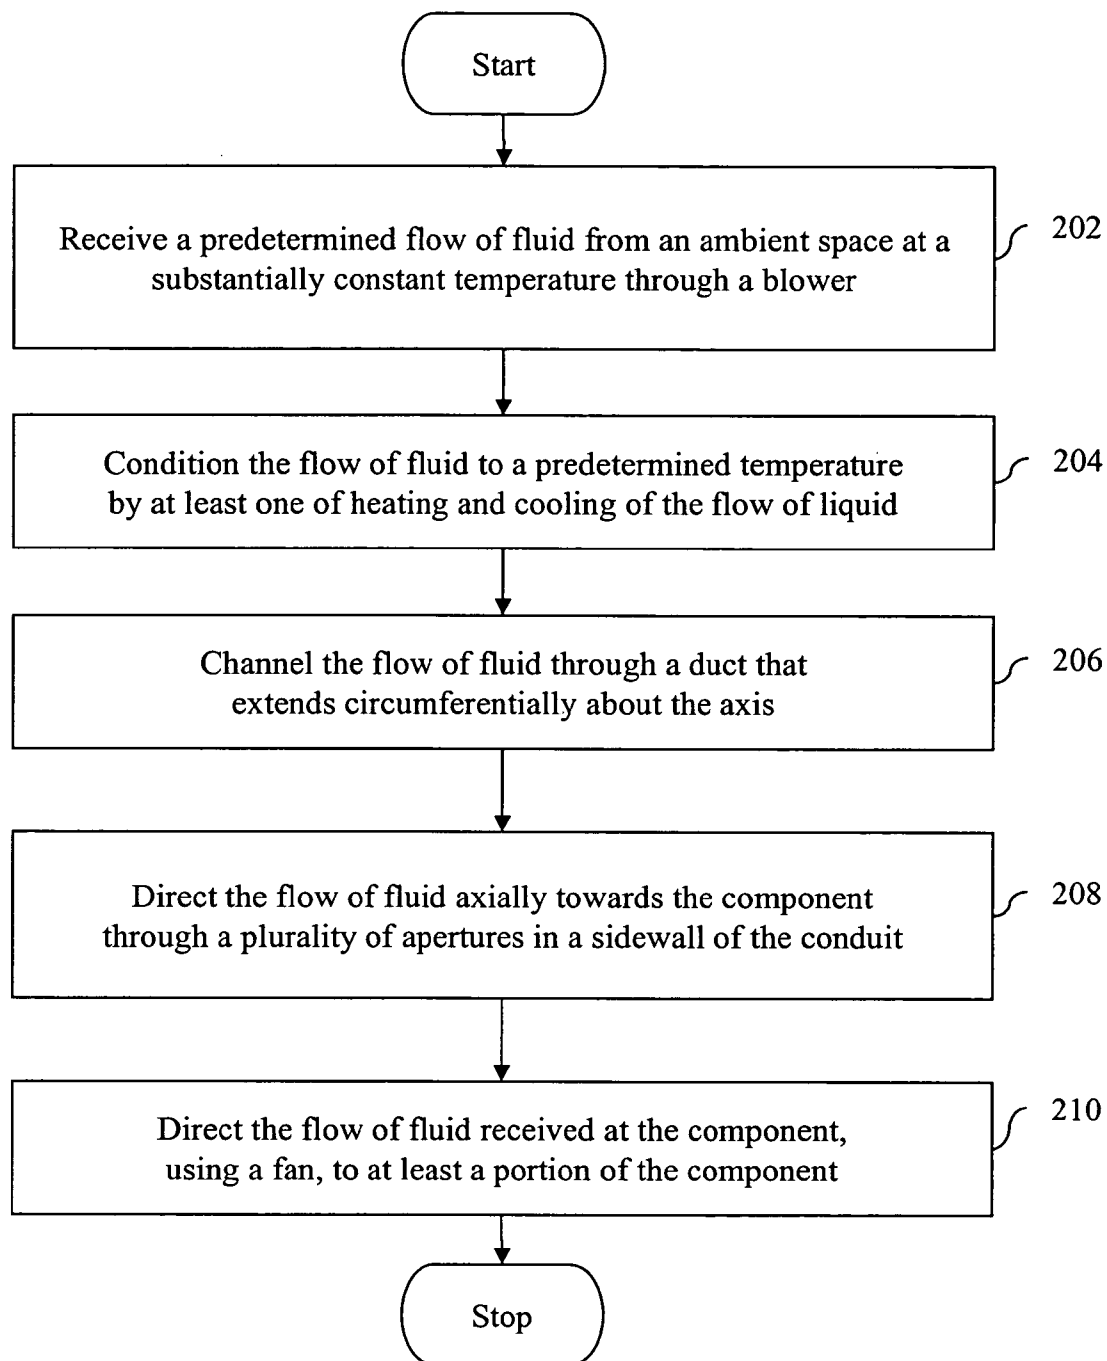 Start
Receive a predetermined flow of fluid from an ambient space at a
substantially constant temperature through a blower
202
Condition the flow of fluid to a predetermined temperature
by at least one of heating and cooling of the flow of liquid
204
Channel the flow of fluid through a duct that
extends circumferentially about the axis
206
Direct the flow of fluid axially towards the component
through a plurality of apertures in a sidewall of the conduit
208
Direct the flow of fluid received at the component,
using a fan, to at least a portion of the component
210
Stop